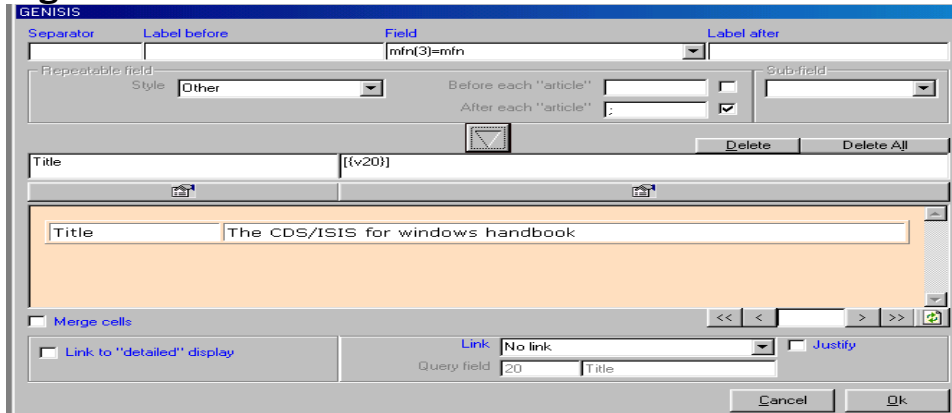 GENISIS
Separator Label before Field Label after
mfn(3)=mfn
Repeatable field Sub-field
Style Other Before each "article"
After each "article" ;
Delete Delete All
Title [{v20}]
Title The CDS/ISIS for windows handbook
Merge cells << < > >>
Link to "detailed" display Link No link Justify
Query field 20 Title
Cancel Ok